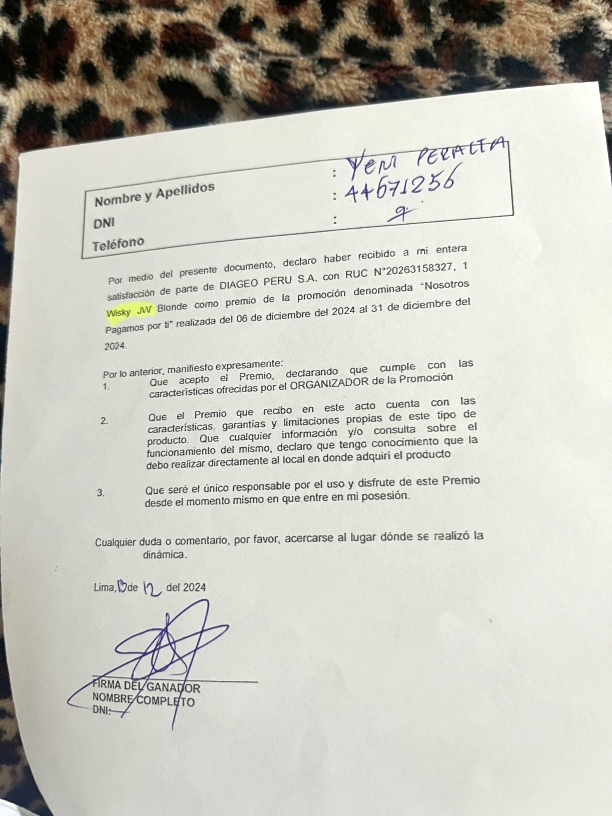 Nombre y Apellidos : YENI PERALTA
DNI : 44671256
Teléfono :
Por medio del presente documento, declaro haber recibido a mi entera
satisfacción de parte de DIAGEO PERU S.A. con RUC N°20263158327, 1
Wisky JW Blonde como premio de la promoción denominada "Nosotros
Pagamos por ti" realizada del 06 de diciembre del 2024 al 31 de diciembre del
2024.
Por lo anterior, manifiesto expresamente:
1. Que acepto el Premio, declarando que cumple con las
características ofrecidas por el ORGANIZADOR de la Promoción
2. Que el Premio que recibo en este acto cuenta con las
características, garantías y limitaciones propias de este tipo de
producto. Que cualquier información y/o consulta sobre el
funcionamiento del mismo, declaro que tengo conocimiento que la
debo realizar directamente al local en donde adquirí el producto
3. Que seré el único responsable por el uso y disfrute de este Premio
desde el momento mismo en que entre en mi posesión.
Cualquier duda o comentario, por favor, acercarse al lugar dónde se realizó la
dinámica.
Lima, de 12 del 2024
FIRMA DEL GANADOR
NOMBRE COMPLETO
DNI: